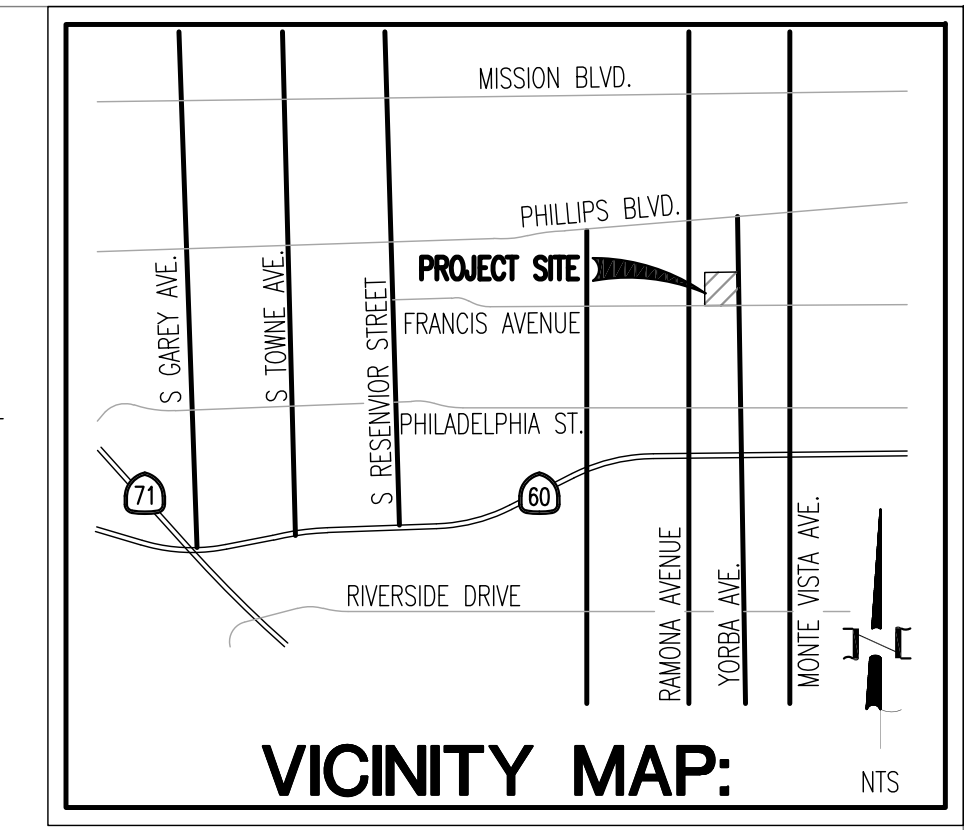 MISSION BLVD.
PHILLIPS BLVD.
PROJECT SITE
FRANCIS AVENUE
S GAREY AVE.
S TOWNE AVE.
S RESENVIOR STREET
PHILADELPHIA ST.
71
60
RIVERSIDE DRIVE
RAMONA AVENUE
YORBA AVE.
MONTE VISTA AVE.
N
VICINITY MAP:
NTS